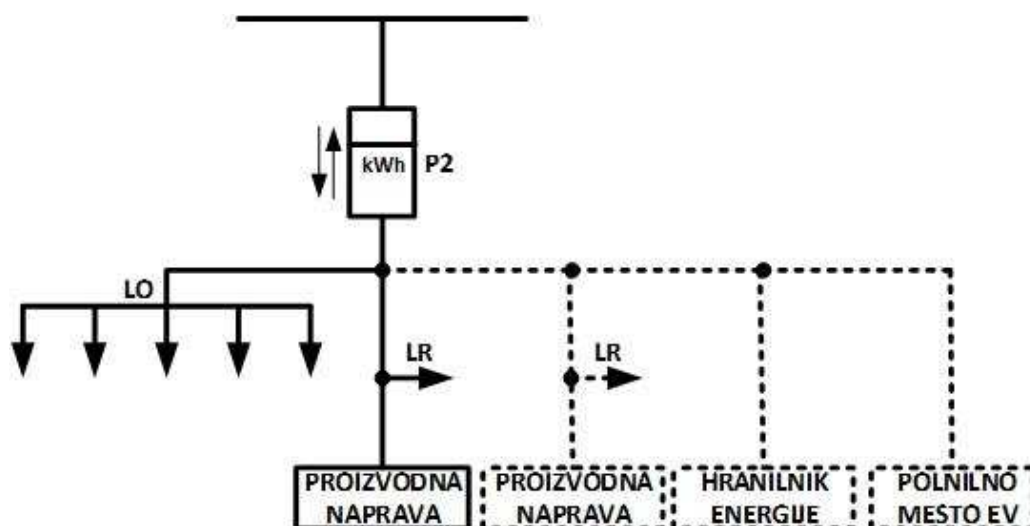 kWh
P2
LO
LR
LR
PROIZVODNA
NAPRAVA
PROIZVODNA
NAPRAVA
HRANILNIK
ENERGIJE
POLNILNO
MESTO EV